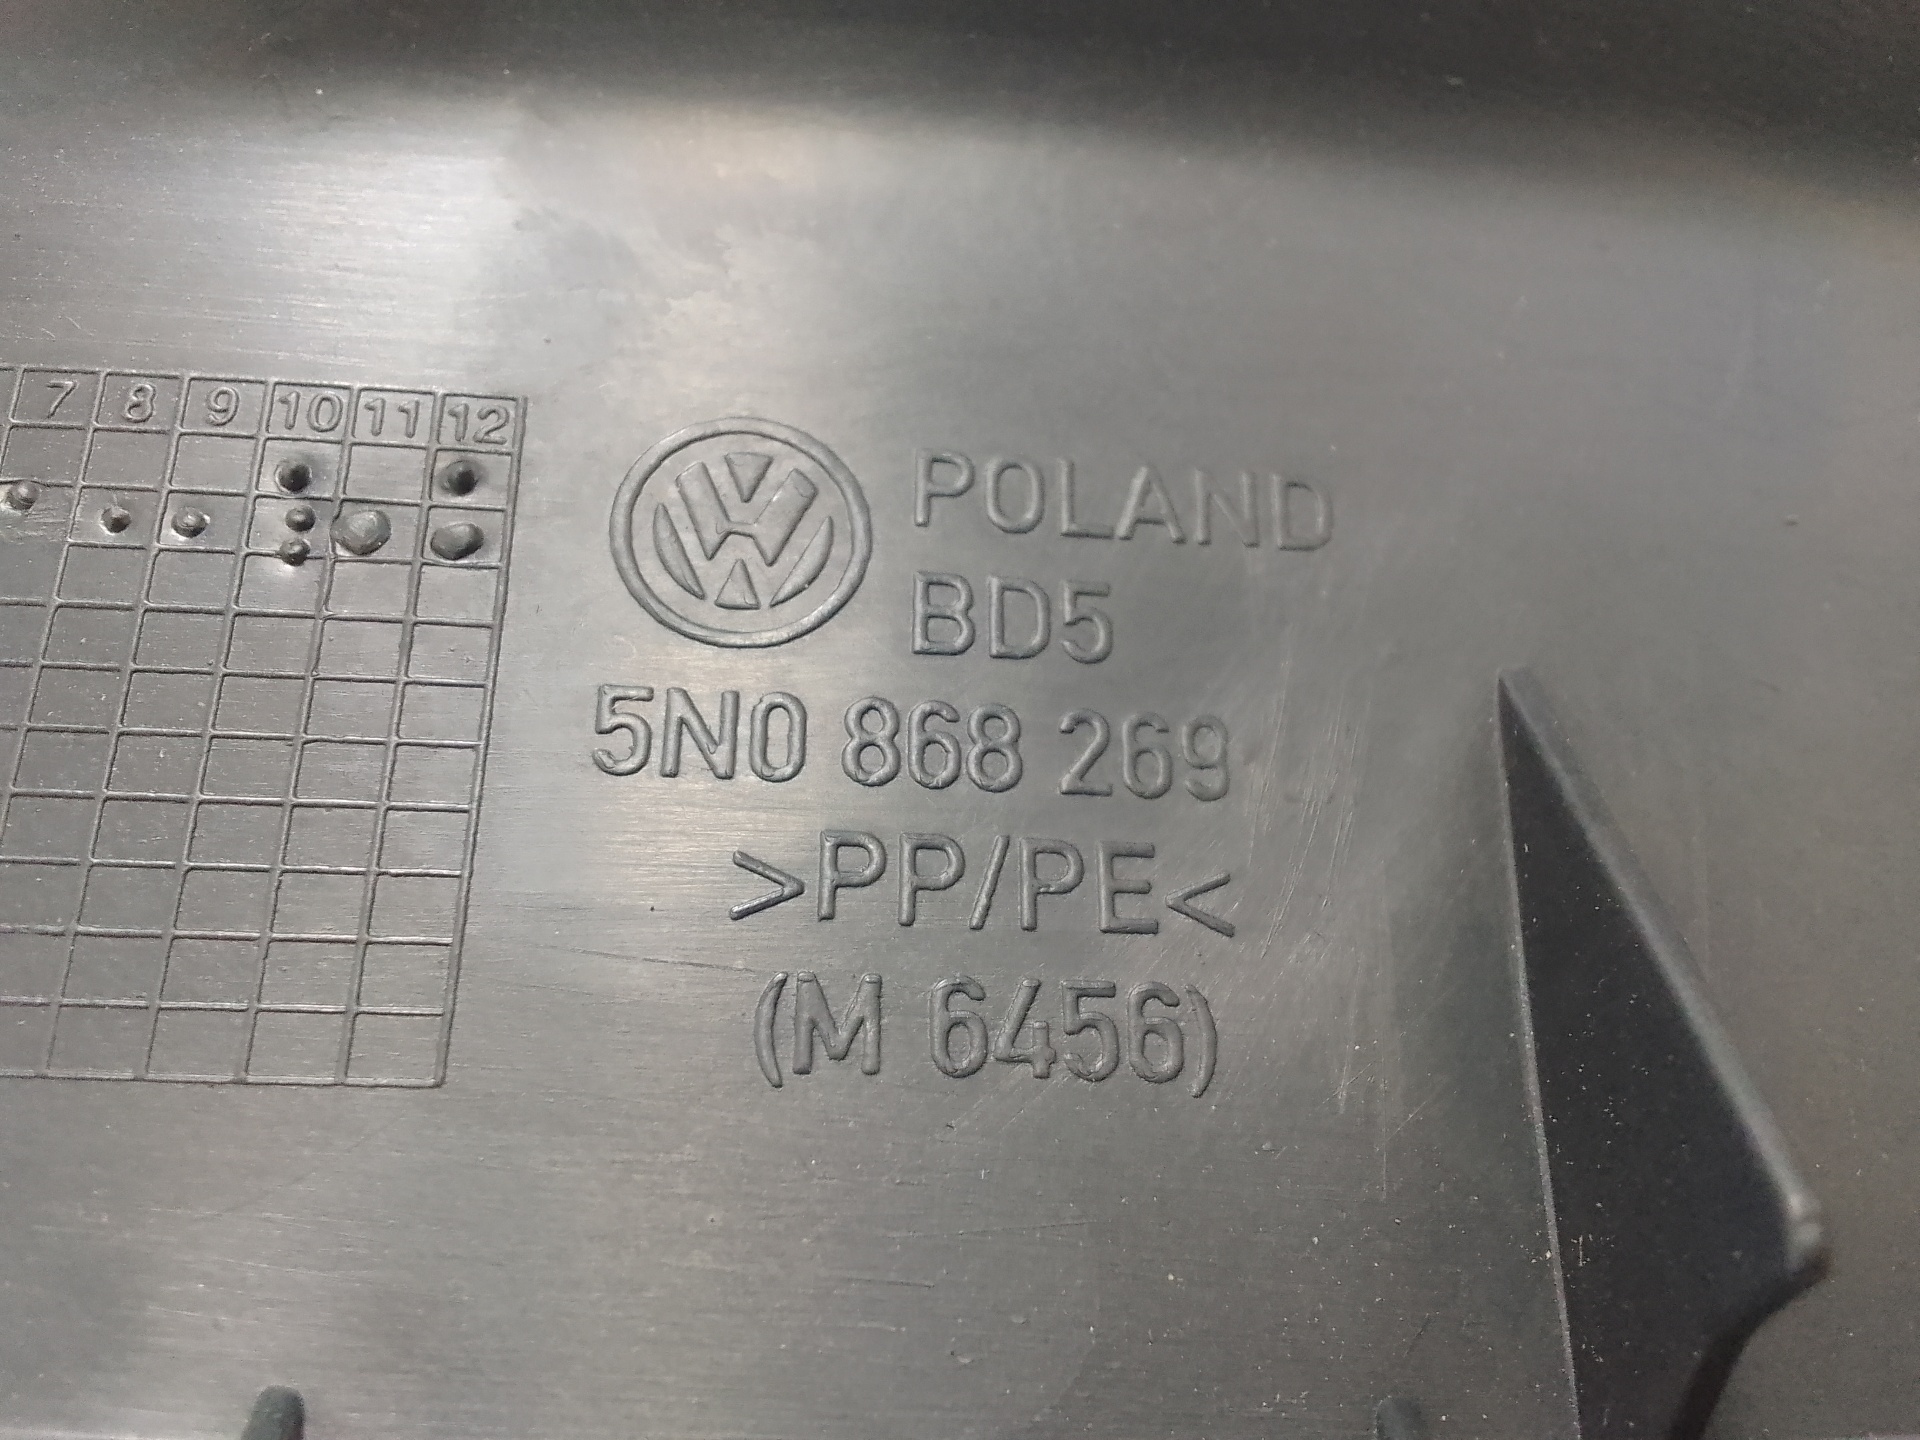 7 8 9 10 11 12
POLAND
BD5
5N0 868 269
>PP/PE<
(M 6456)